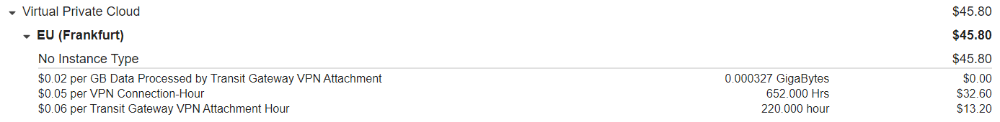 Virtual Private Cloud $45.80
EU (Frankfurt) $45.80
No Instance Type $45.80
$0.02 per GB Data Processed by Transit Gateway VPN Attachment 0.000327 GigaBytes $0.00
$0.05 per VPN Connection-Hour 652.000 Hrs $32.60
$0.06 per Transit Gateway VPN Attachment Hour 220.000 hour $13.20